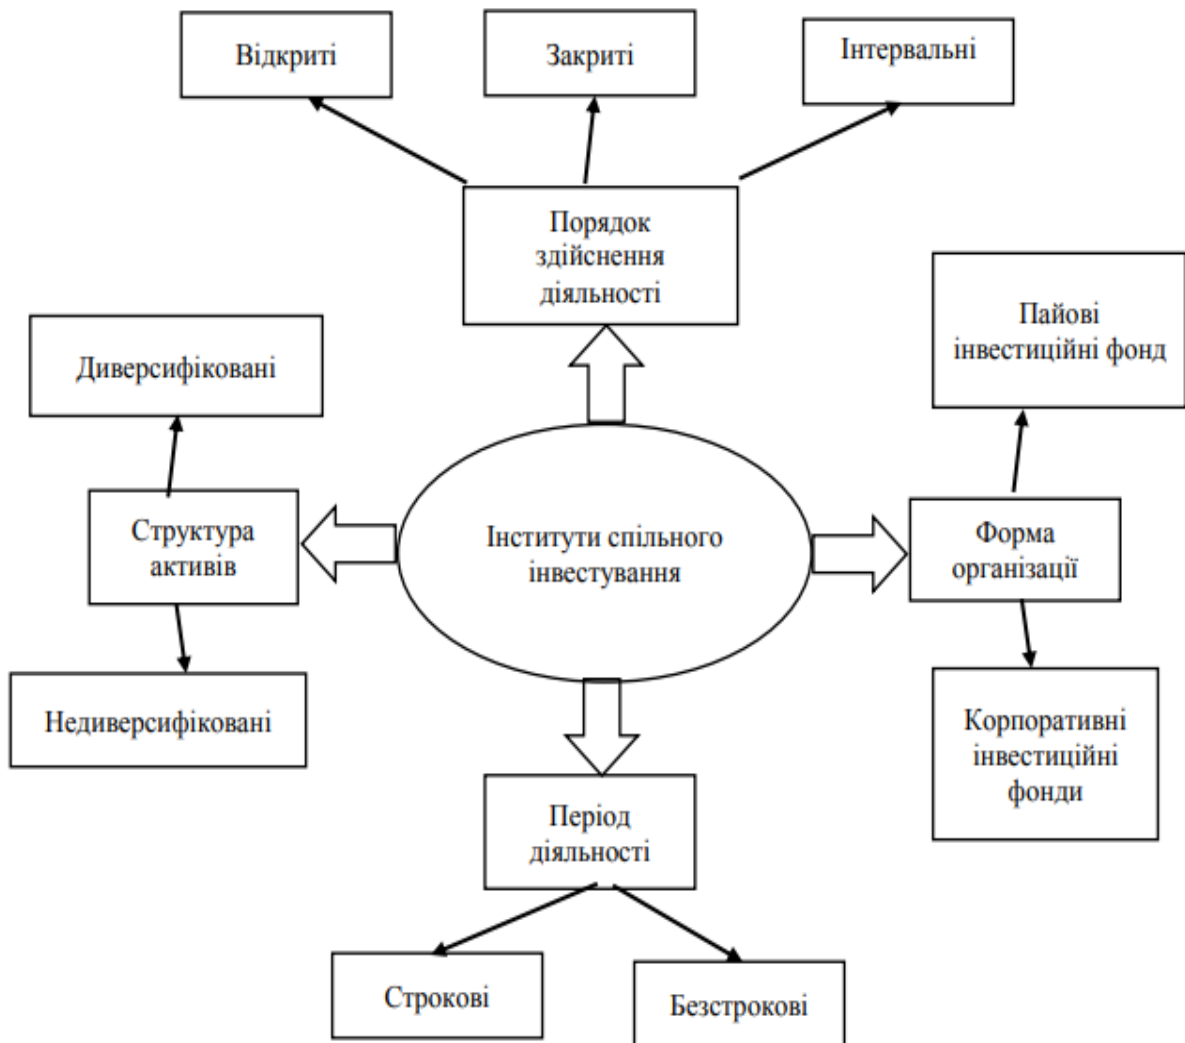 Відкриті
Закриті
Інтервальні
Порядок
здійснення
діяльності
Пайові
інвестиційні фонд
Диверсифіковані
Структура
активів
Інститути спільного
інвестування
Форма
організації
Недиверсифіковані
Корпоративні
інвестиційні
фонди
Період
діяльності
Строкові
Безстрокові